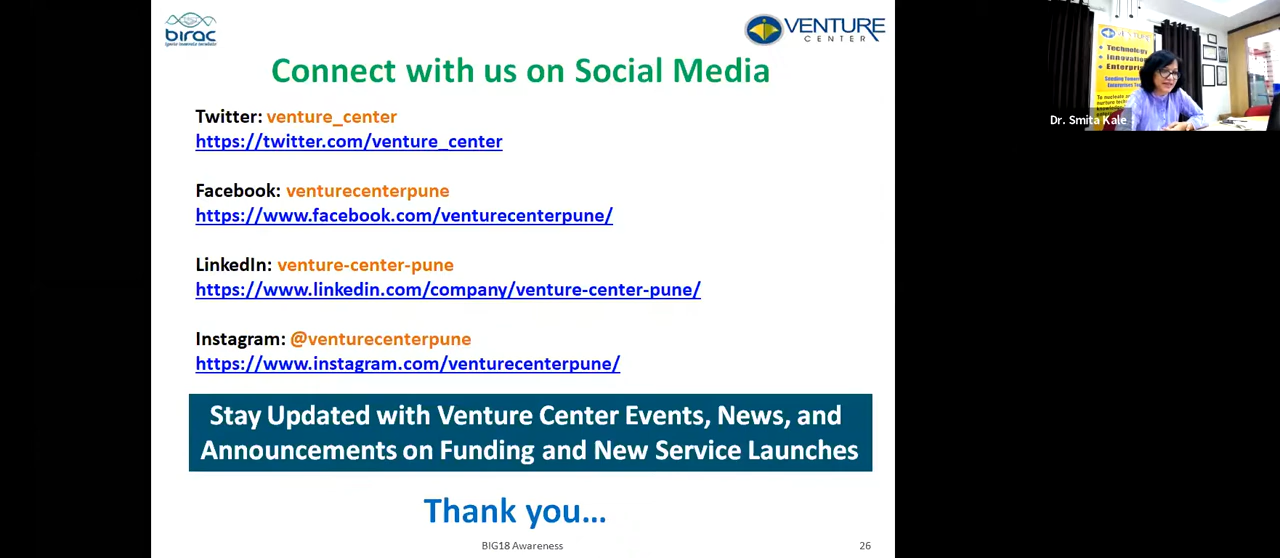 birac
VENTURE
CENTER
Connect with us on Social Media
Twitter: venture_center
https://twitter.com/venture_center
Facebook: venturecenterpune
https://www.facebook.com/venturecenterpune/
LinkedIn: venture-center-pune
https://www.linkedin.com/company/venture-center-pune/
Instagram: @venturecenterpune
https://www.instagram.com/venturecenterpune/
Stay Updated with Venture Center Events, News, and
Announcements on Funding and New Service Launches
Thank you...
BIG18 Awareness
26
Technology
Dr. Smita Kale